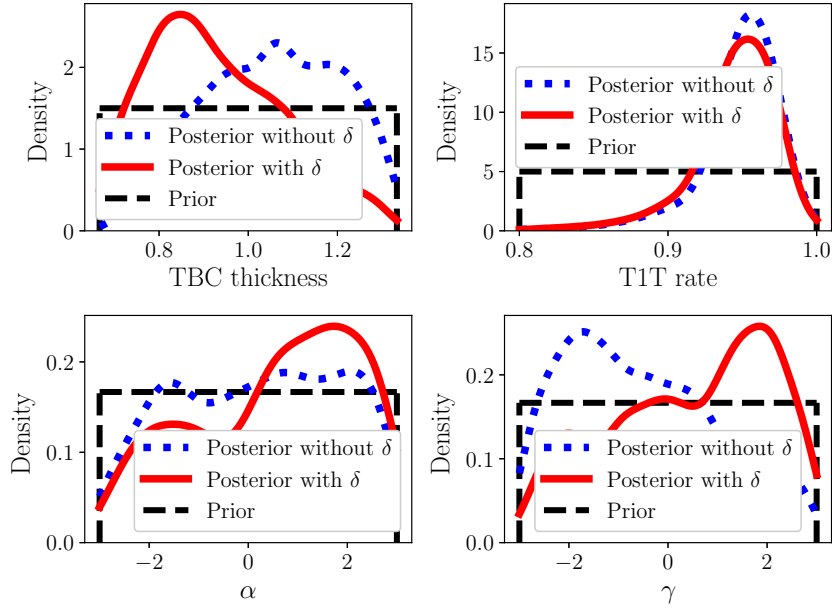 Density
2
1
0
Posterior without δ
Posterior with δ
Prior
0.8 1.0 1.2
TBC thickness
Density
15
10
5
0
Posterior without δ
Posterior with δ
Prior
0.8 0.9 1.0
T1T rate
Density
0.2
0.1
0.0
Posterior without δ
Posterior with δ
Prior
−2 0 2
α
Density
0.2
0.1
0.0
Posterior without δ
Posterior with δ
Prior
−2 0 2
γ